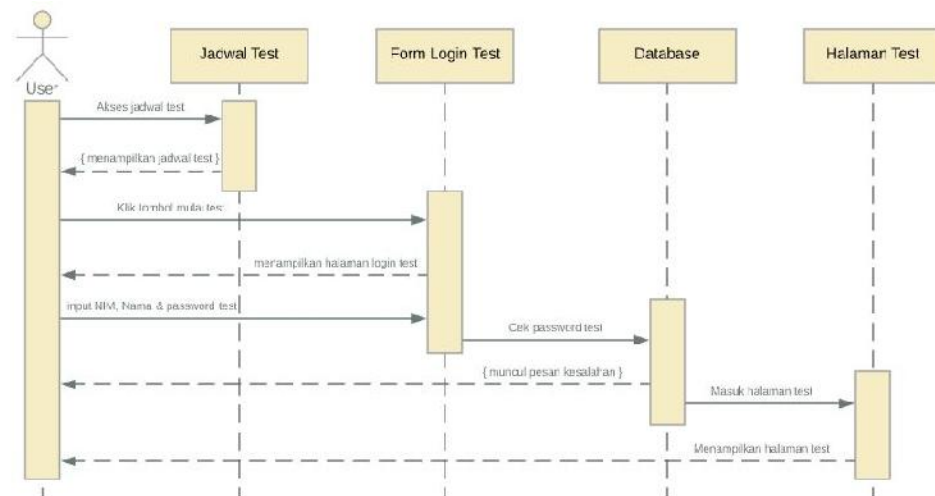 User
Jadwal Test
Form Login Test
Database
Halaman Test
Akses jadwal test
{ menampilkan jadwal test }
Klik tombol mulai test
menampilkan halaman login test
input NIM, Nama & password test
Cek password test
{ muncul pesan kesalahan }
Masuk halaman test
Menampilkan halaman test